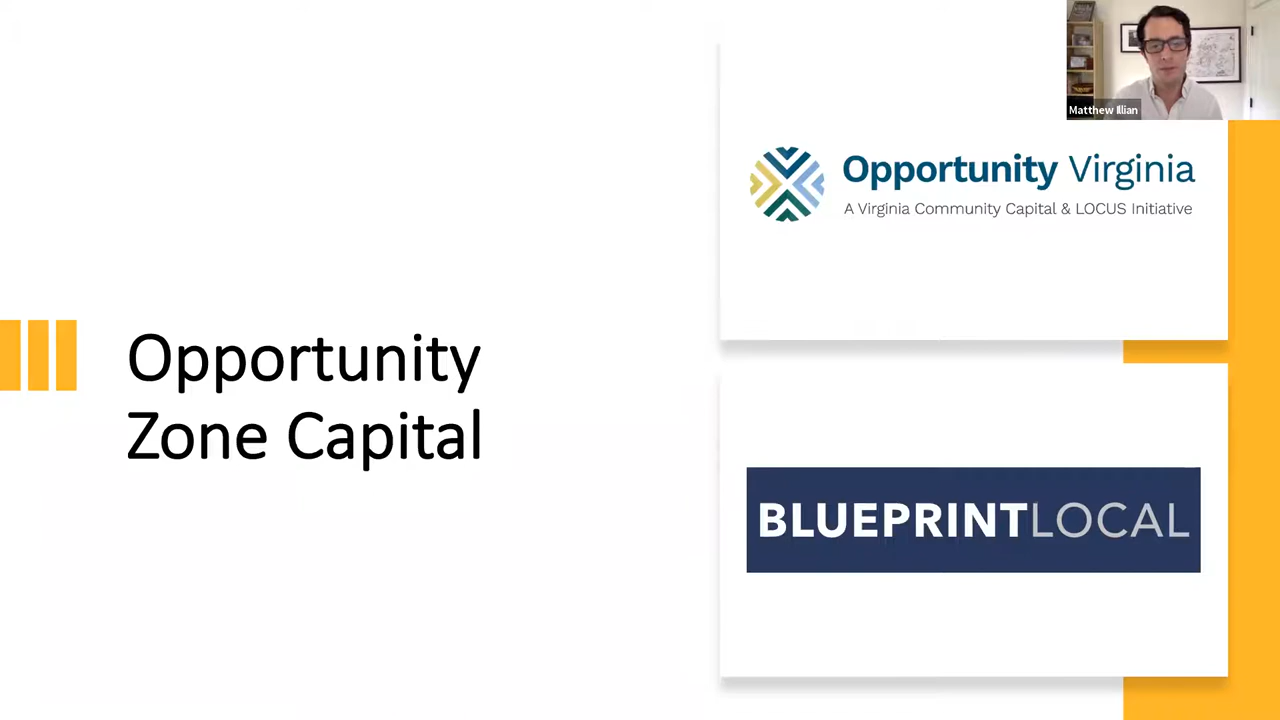 Matthew Illian
Opportunity Virginia
A Virginia Community Capital & LOCUS Initiative
Opportunity
Zone Capital
BLUEPRINTLOCAL